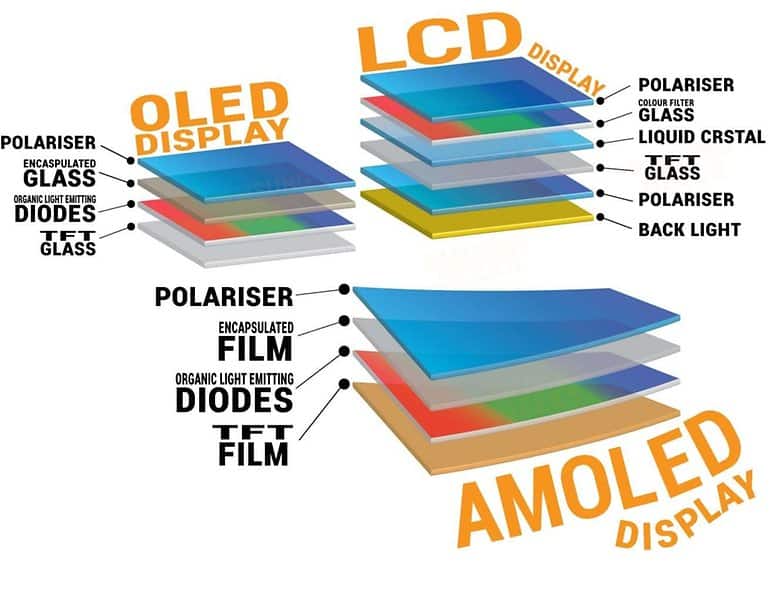 OLED
DISPLAY
POLARISER
ENCASPULATED
GLASS
ORGANIC LIGHT EMITTING
DIODES
TFT
GLASS
LCD
DISPLAY
POLARISER
COLOUR FILTER
GLASS
LIQUID CRSTAL
TFT
GLASS
POLARISER
BACK LIGHT
POLARISER
ENCAPSULATED
FILM
ORGANIC LIGHT EMITTING
DIODES
TFT
FILM
AMOLED
DISPLAY